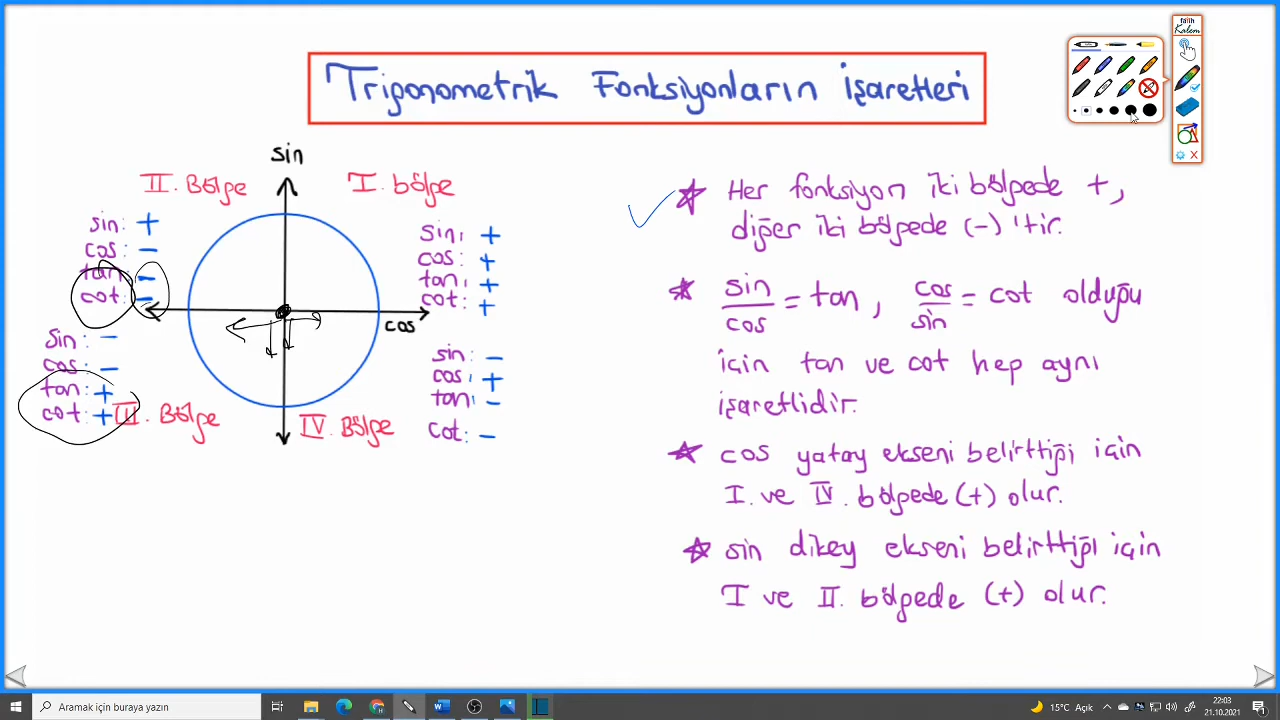 fatih
Kalem
Trigonometrik Fonksiyonların İşaretleri
sin
cos
II. Bölge
sin: +
cos: -
tan: -
cot: -
I. bölge
sin: +
cos: +
tan: +
cot: +
sin: -
cos: -
tan: +
cot: +
III. Bölge
IV. Bölge
sin: -
cos: +
tan: -
cot: -
☆ Her fonksiyon iki bölgede +,
diğer iki bölgede (-) 'tir.
☆ sin/cos = tan, cos/sin = cot olduğu
için tan ve cot hep aynı
işaretlidir.
☆ cos yatay ekseni belirttiği için
I. ve IV. bölgede (+) olur.
☆ sin dikey ekseni belirttiği için
I ve II. bölgede (+) olur.
Aramak için buraya yazın
15°C Açık
22:03
21.10.2021